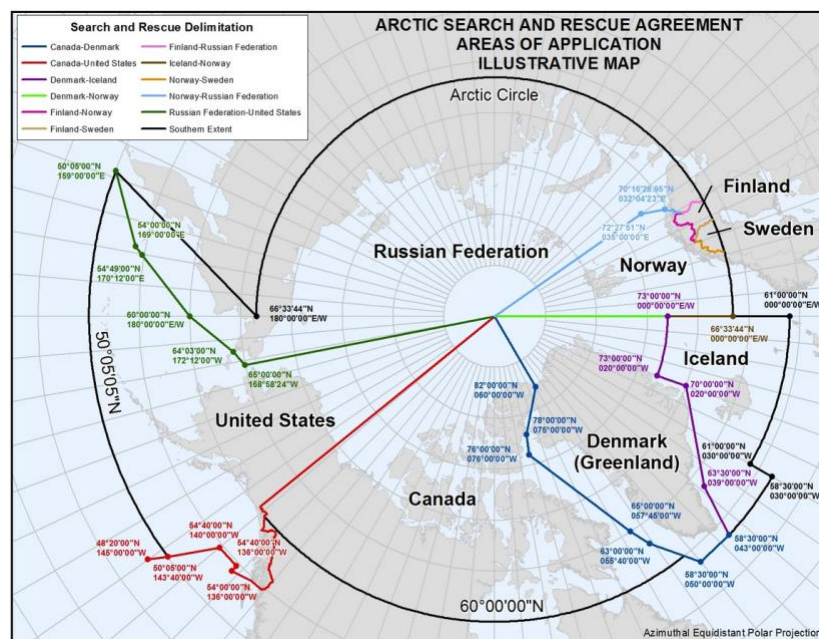 ARCTIC SEARCH AND RESCUE AGREEMENT
AREAS OF APPLICATION
ILLUSTRATIVE MAP
Search and Rescue Delimitation
Canada-Denmark
Canada-United States
Denmark-Iceland
Denmark-Norway
Finland-Norway
Finland-Sweden
Finland-Russian Federation
Iceland-Norway
Norway-Sweden
Norway-Russian Federation
Russian Federation-United States
Southern Extent
Arctic Circle
50°05'00"N
159°00'00"E
54°00'00"N
169°00'00"E
54°49'00"N
170°12'00"E
60°00'00"N
180°00'00"E/W
64°03'00"N
172°12'00"W
65°00'00"N
168°58'24"W
66°33'44"N
180°00'00"E/W
70°16'28.95"N
032°04'23"E
72°27'51"N
035°00'00"E
Finland
Sweden
Norway
Russian Federation
73°00'00"N
000°00'00"E/W
61°00'00"N
000°00'00"E/W
66°33'44"N
000°00'00"E/W
Iceland
73°00'00"N
020°00'00"W
70°00'00"N
020°00'00"W
82°00'00"N
060°00'00"W
78°00'00"N
075°00'00"W
76°00'00"N
076°00'00"W
Denmark
(Greenland)
61°00'00"N
030°00'00"W
63°30'00"N
039°00'00"W
58°30'00"N
030°00'00"W
50°05'05"N
United States
Canada
65°00'00"N
057°45'00"W
63°00'00"N
055°40'00"W
58°30'00"N
043°00'00"W
58°30'00"N
050°00'00"W
54°40'00"N
140°00'00"W
54°40'00"N
136°00'00"W
48°20'00"N
145°00'00"W
50°05'00"N
143°40'00"W
54°00'00"N
136°00'00"W
60°00'00"N
Azimuthal Equidistant Polar Projection